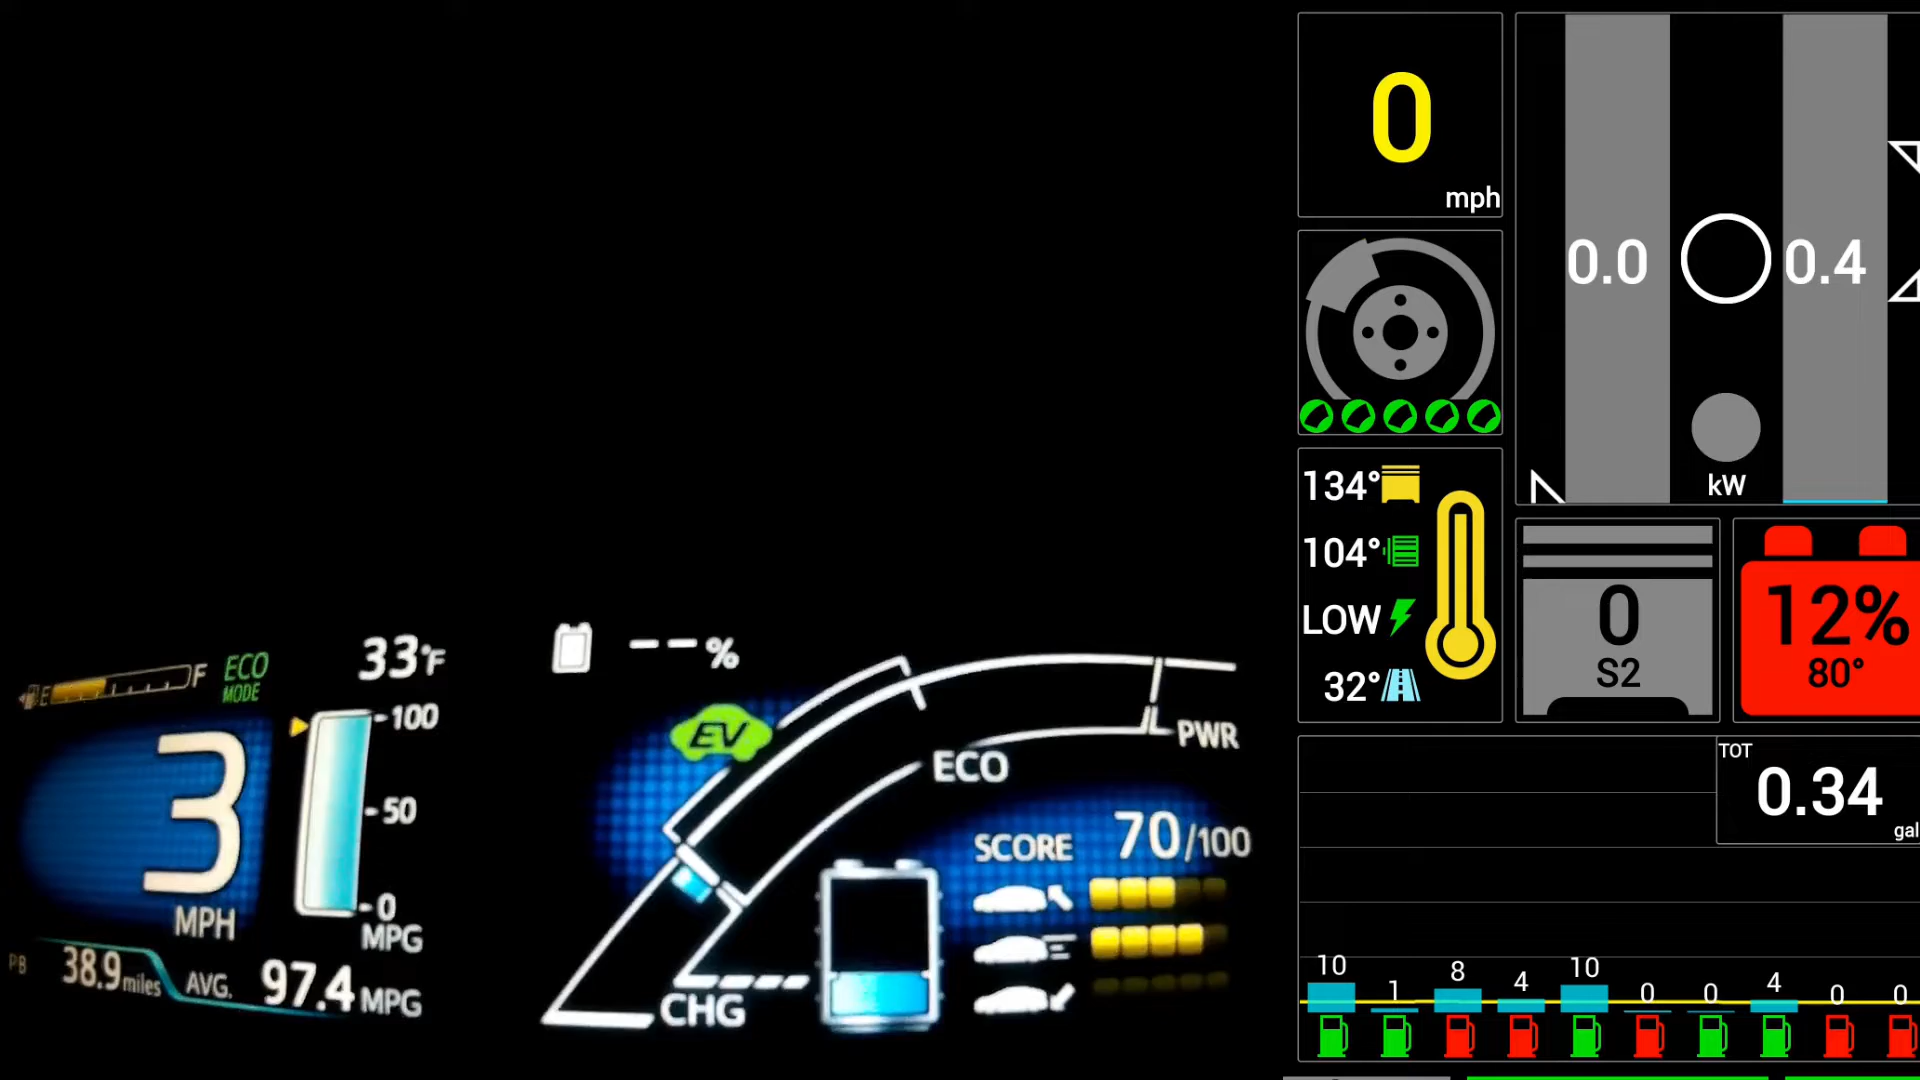 E F ECO MODE 33°F
3 MPH
100
50
0
MPG
PB 38.9 miles AVG. 97.4 MPG
--%
EV
ECO
PWR
CHG
SCORE 70/100
0
mph
0.0 0.4
kW
134°
104°
LOW
32°
0
S2
12%
80°
TOT
0.34
gal
10 1 8 4 10 0 0 4 0 0